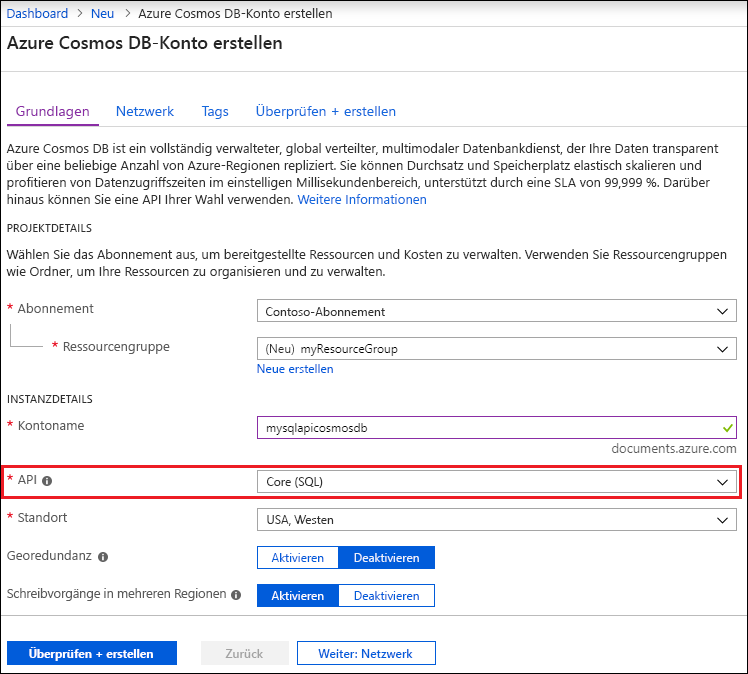 Dashboard > Neu > Azure Cosmos DB-Konto erstellen
Azure Cosmos DB-Konto erstellen
Grundlagen Netzwerk Tags Überprüfen + erstellen
Azure Cosmos DB ist ein vollständig verwalteter, global verteilter, multimodaler Datenbankdienst, der Ihre Daten transparent
über eine beliebige Anzahl von Azure-Regionen repliziert. Sie können Durchsatz und Speicherplatz elastisch skalieren und
profitieren von Datenzugriffszeiten im einstelligen Millisekundenbereich, unterstützt durch eine SLA von 99,999 %. Darüber
hinaus können Sie eine API Ihrer Wahl verwenden. Weitere Informationen
PROJEKTDETAILS
Wählen Sie das Abonnement aus, um bereitgestellte Ressourcen und Kosten zu verwalten. Verwenden Sie Ressourcengruppen
wie Ordner, um Ihre Ressourcen zu organisieren und zu verwalten.
* Abonnement Contoso-Abonnement
* Ressourcengruppe (Neu) myResourceGroup
Neue erstellen
INSTANZDETAILS
* Kontoname mysqlapicosmosdb
documents.azure.com
* API Core (SQL)
* Standort USA, Westen
Georedundanz Aktivieren Deaktivieren
Schreibvorgänge in mehreren Regionen Aktivieren Deaktivieren
Überprüfen + erstellen Zurück Weiter: Netzwerk